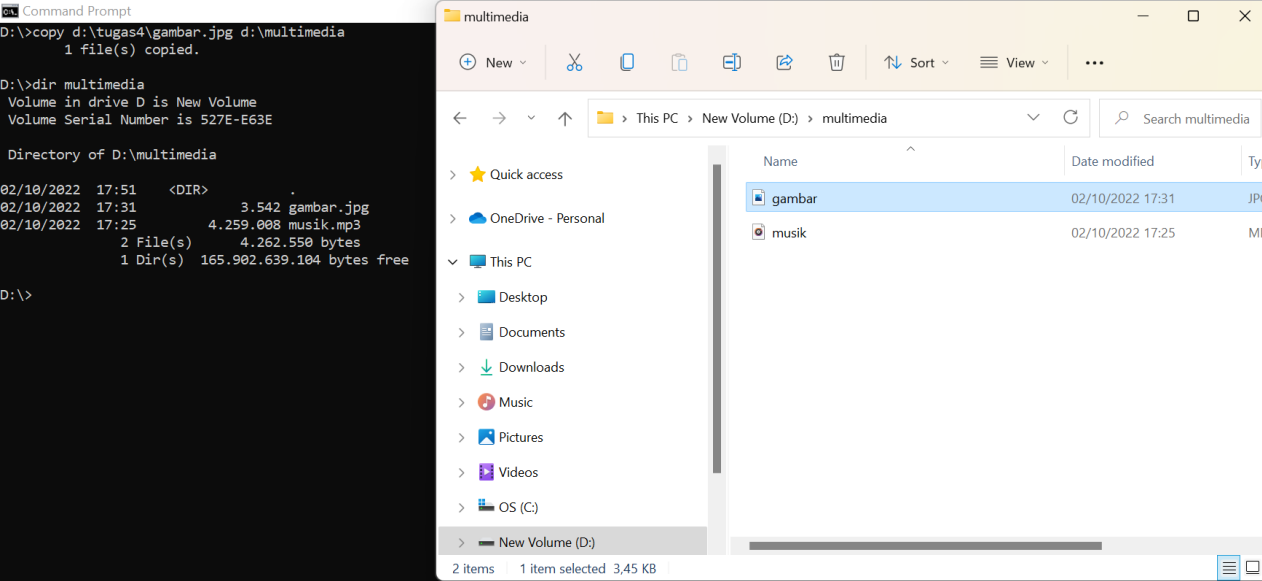 Command Prompt
D:\>copy d:\tugas4\gambar.jpg d:\multimedia
1 file(s) copied.
D:\>dir multimedia
Volume in drive D is New Volume
Volume Serial Number is 527E-E63E
Directory of D:\multimedia
02/10/2022 17:51 <DIR> .
02/10/2022 17:31 3.542 gambar.jpg
02/10/2022 17:25 4.259.008 musik.mp3
2 File(s) 4.262.550 bytes
1 Dir(s) 165.902.639.104 bytes free
D:\>
multimedia
New Sort View
This PC New Volume (D:) multimedia Search multimedia
Name Date modified Ty
gambar 02/10/2022 17:31 JP
musik 02/10/2022 17:25
Quick access
OneDrive - Personal
This PC
Desktop
Documents
Downloads
Music
Pictures
Videos
OS (C:)
New Volume (D:)
2 items 1 item selected 3,45 KB